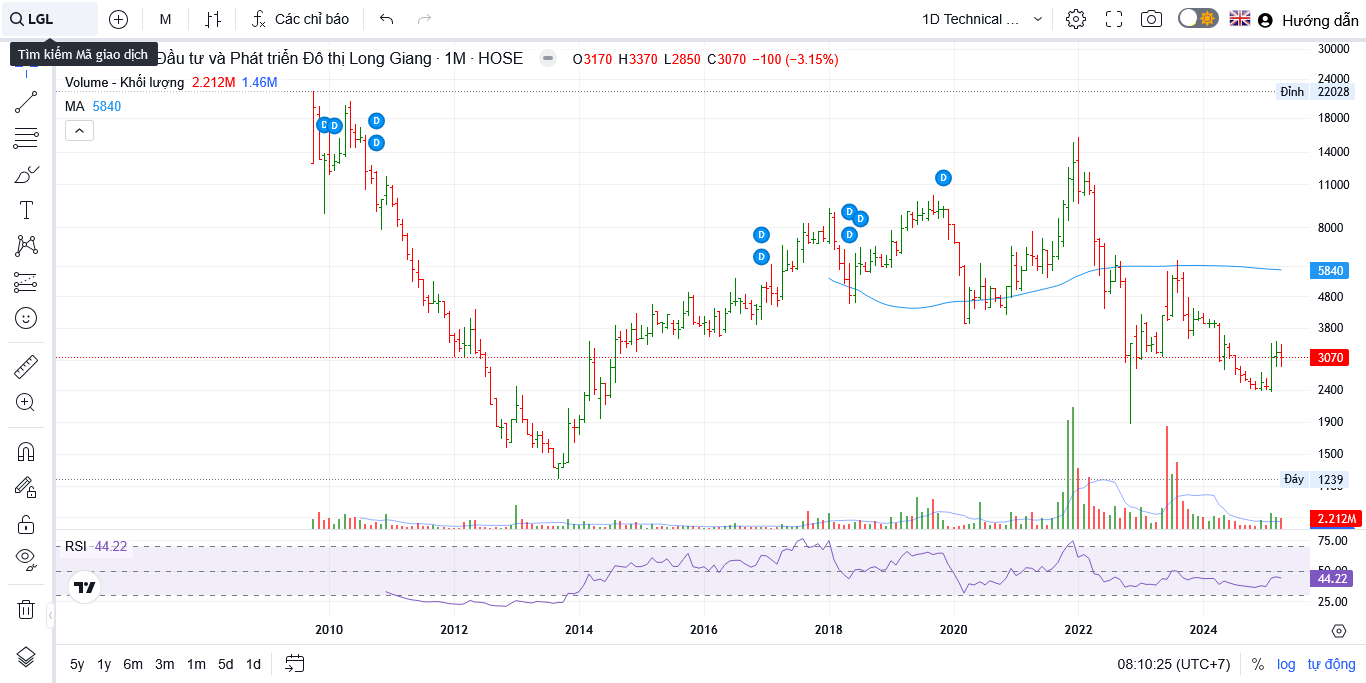 LGL
M
Các chỉ báo
1D Technical ...
Hướng dẫn
Tìm kiếm Mã giao dịch
Đầu tư và Phát triển Đô thị Long Giang · 1M · HOSE
O3170 H3370 L2850 C3070 −100 (−3.15%)
Volume - Khối lượng 2.212M 1.46M
MA 5840
30000
24000
Đỉnh 22028
18000
14000
11000
8000
5840
4800
3800
3070
2400
1900
1500
Đáy 1239
2.212M
D D D D
D D D D D D
RSI 44.22
75.00
50.00
44.22
25.00
2010 2012 2014 2016 2018 2020 2022 2024
5y 1y 6m 3m 1m 5d 1d
08:10:25 (UTC+7)
% log tự động